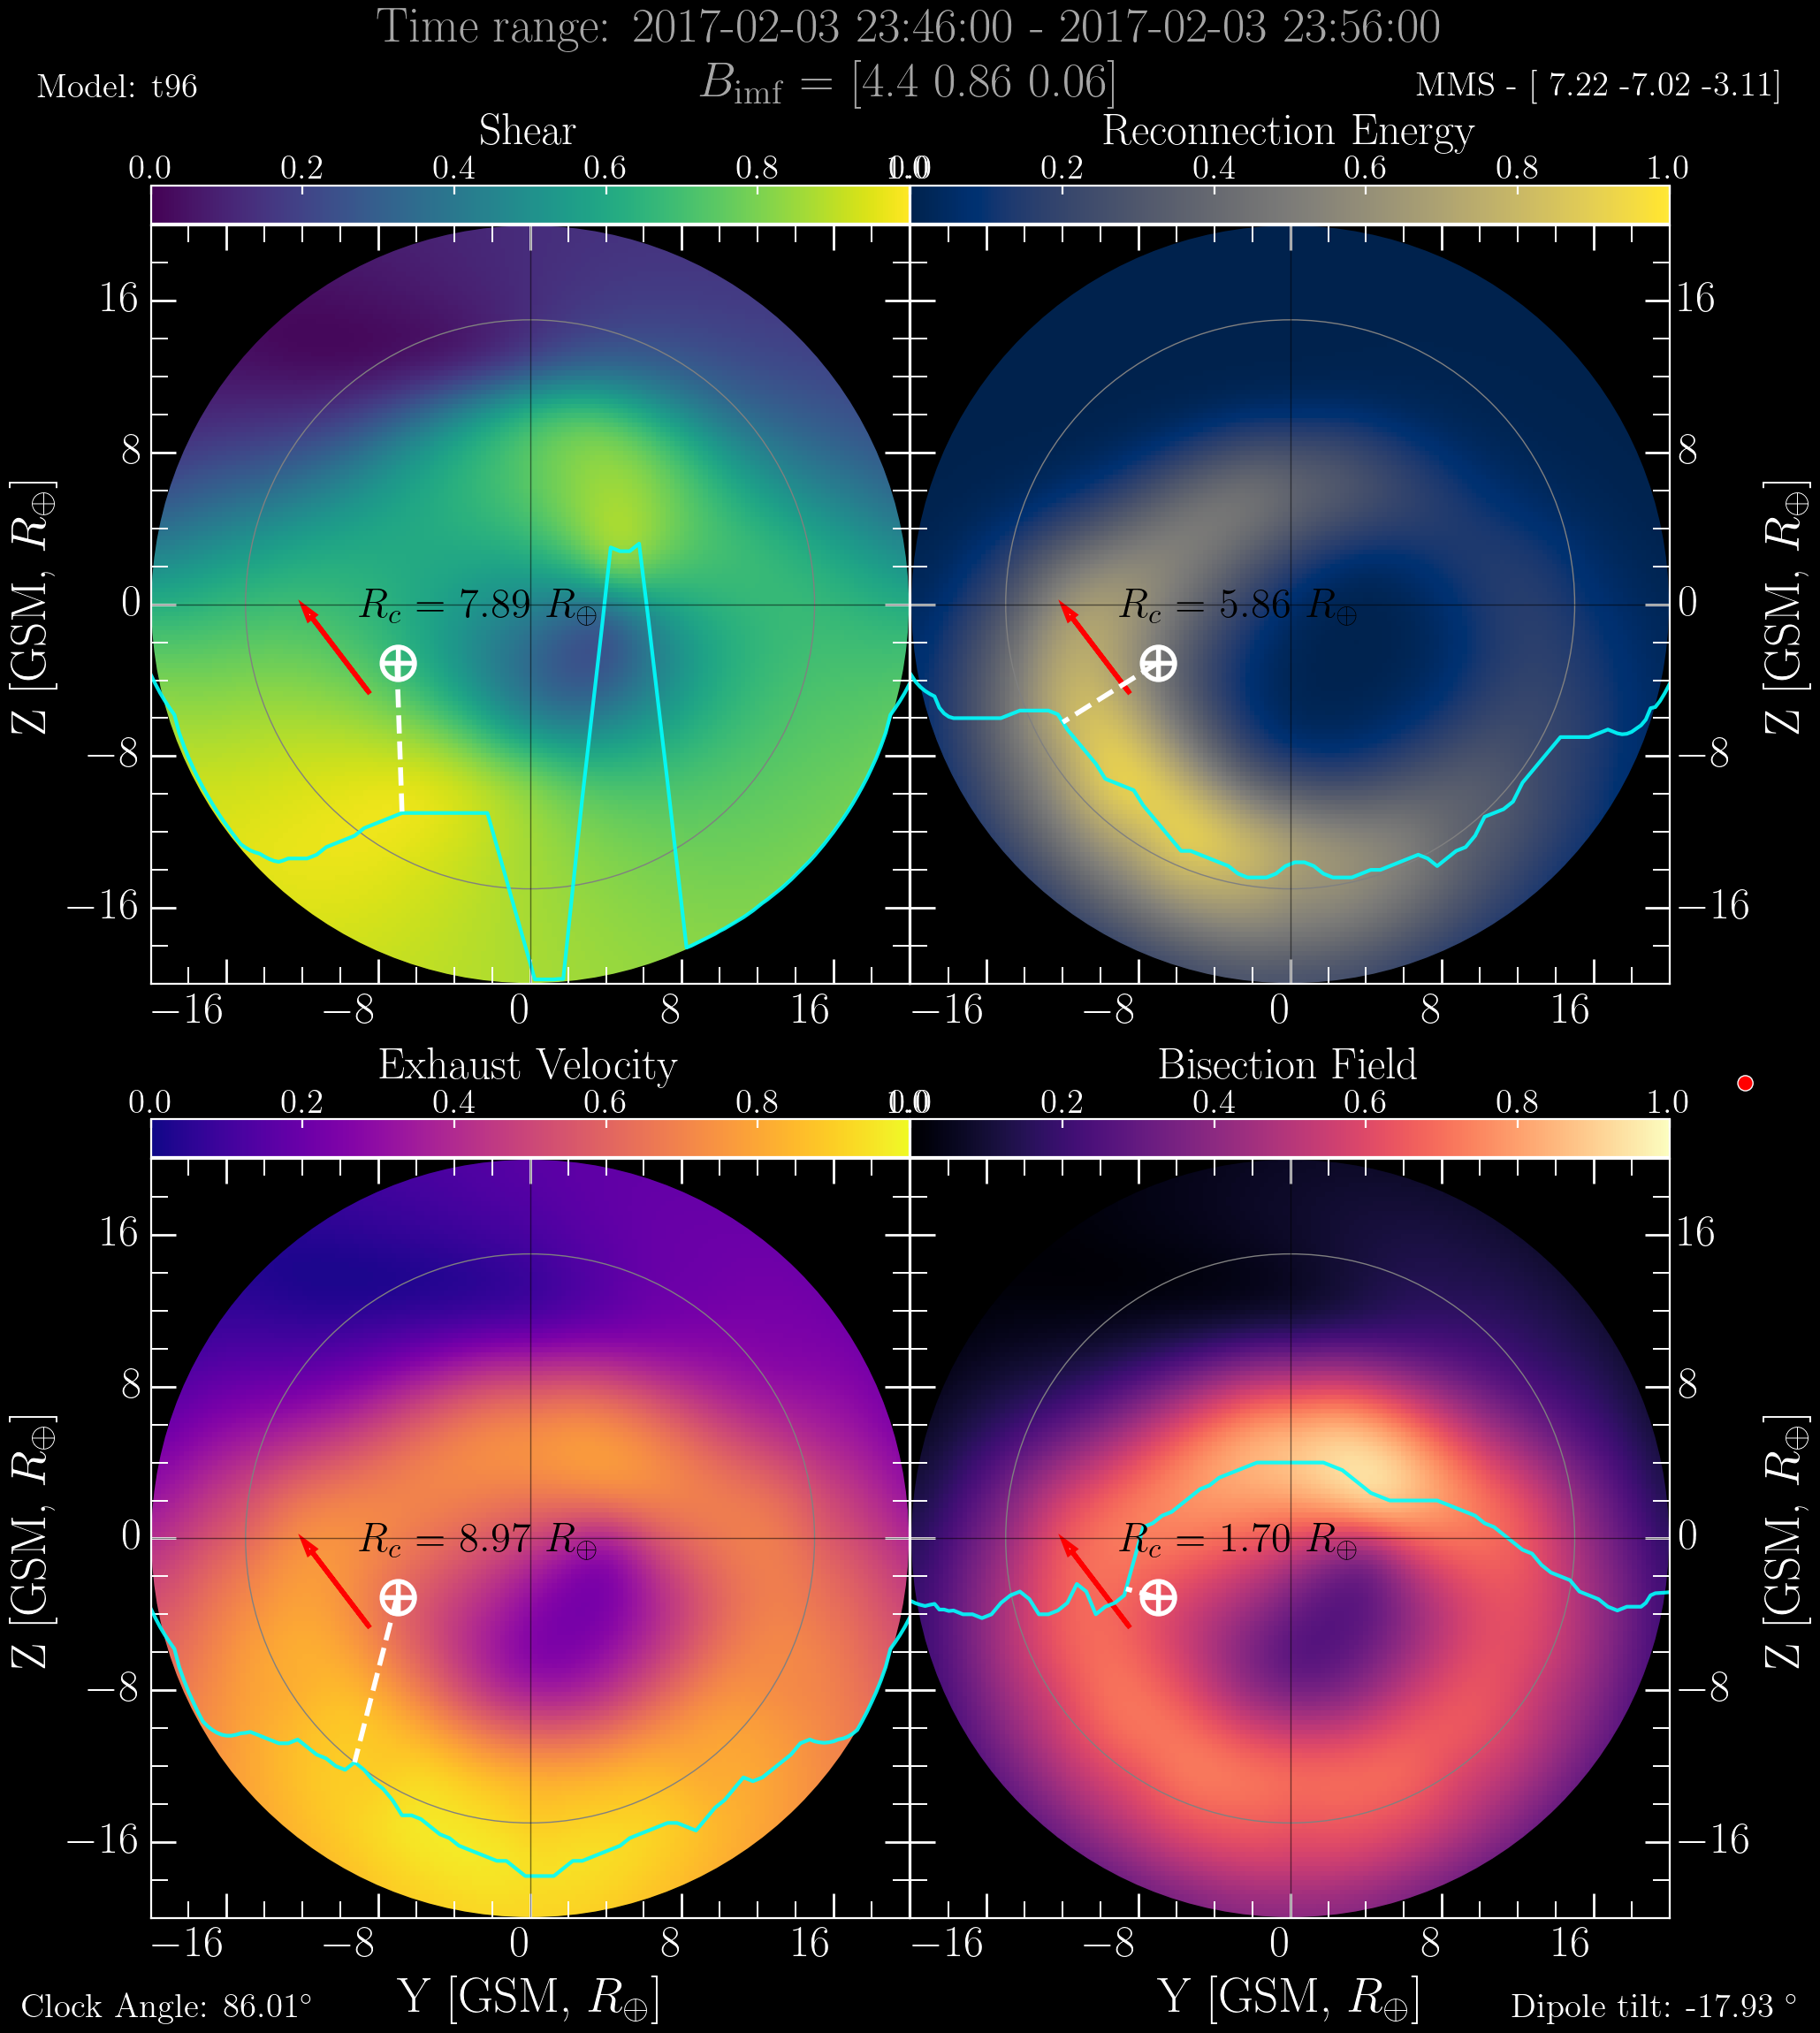 Time range: 2017-02-03 23:46:00 - 2017-02-03 23:56:00
Model: t96
B_imf = [4.4 0.86 0.06]
MMS - [ 7.22 -7.02 -3.11]
Shear
Reconnection Energy
0.0 0.2 0.4 0.6 0.8 1.0
0.0 0.2 0.4 0.6 0.8 1.0
16
8
0
−8
−16
Z [GSM, R⊕]
R_c = 7.89 R⊕
R_c = 5.86 R⊕
16
8
0
−8
−16
Z [GSM, R⊕]
−16 −8 0 8 16
−16 −8 0 8 16
Exhaust Velocity
Bisection Field
0.0 0.2 0.4 0.6 0.8 1.0
0.0 0.2 0.4 0.6 0.8 1.0
16
8
0
−8
−16
Z [GSM, R⊕]
R_c = 8.97 R⊕
R_c = 1.70 R⊕
16
8
0
−8
−16
Z [GSM, R⊕]
−16 −8 0 8 16
−16 −8 0 8 16
Y [GSM, R⊕]
Y [GSM, R⊕]
Clock Angle: 86.01°
Dipole tilt: -17.93 °